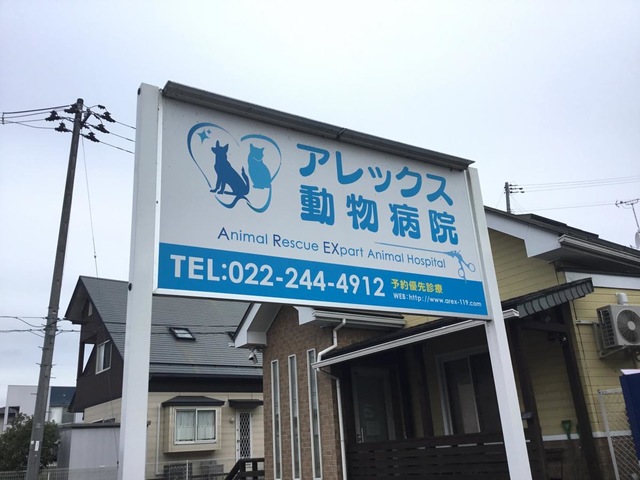 アレックス
動物病院
Animal Rescue EXpart Animal Hospital
TEL:022-244-4912 予約優先診療
WEB:http://www.arex-119.com